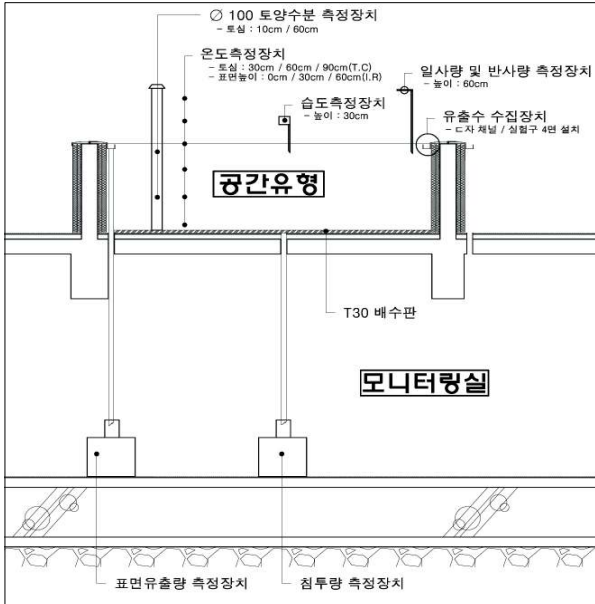 ∅ 100 토양수분 측정장치
- 토심 : 10cm / 60cm
온도측정장치
- 토심 : 30cm / 60cm / 90cm(T.C)
- 표면높이 : 0cm / 30cm / 60cm(I.R)
일사량 및 반사량 측정장치
- 높이 : 60cm
습도측정장치
- 높이 : 30cm
유출수 수집장치
- ㄷ자 채널 / 실험구 4면 설치
공간유형
T30 배수판
모니터링실
표면유출량 측정장치
침투량 측정장치